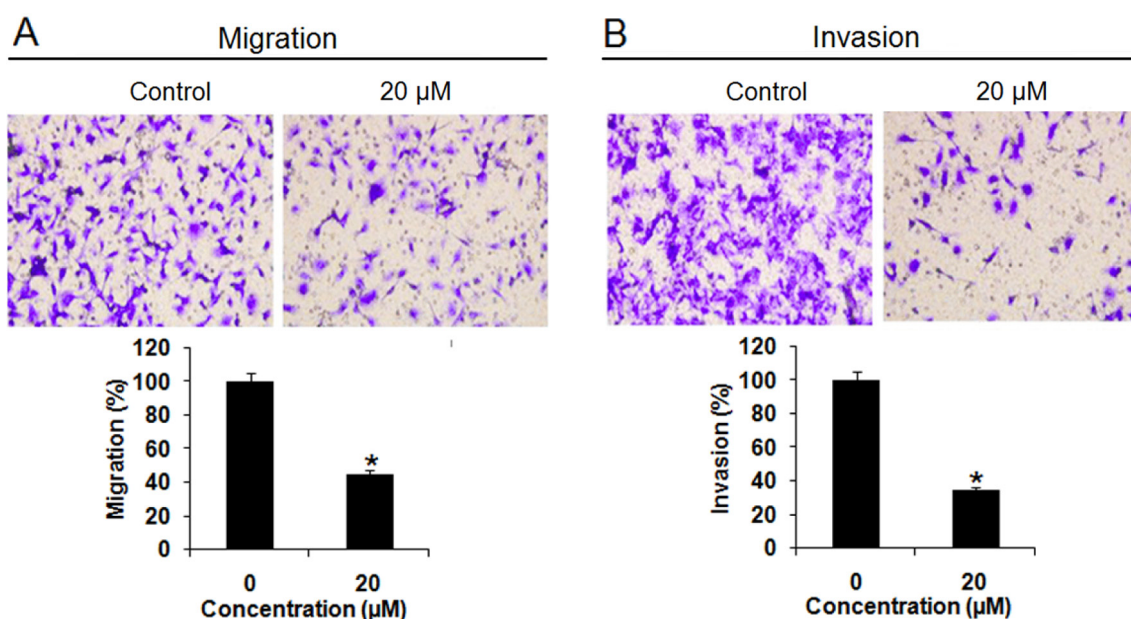 A
Migration
Control
20 µM
120
100
80
60
40
20
0
Migration (%)
*
0
20
Concentration (µM)
B
Invasion
Control
20 µM
120
100
80
60
40
20
0
Invasion (%)
*
0
20
Concentration (µM)